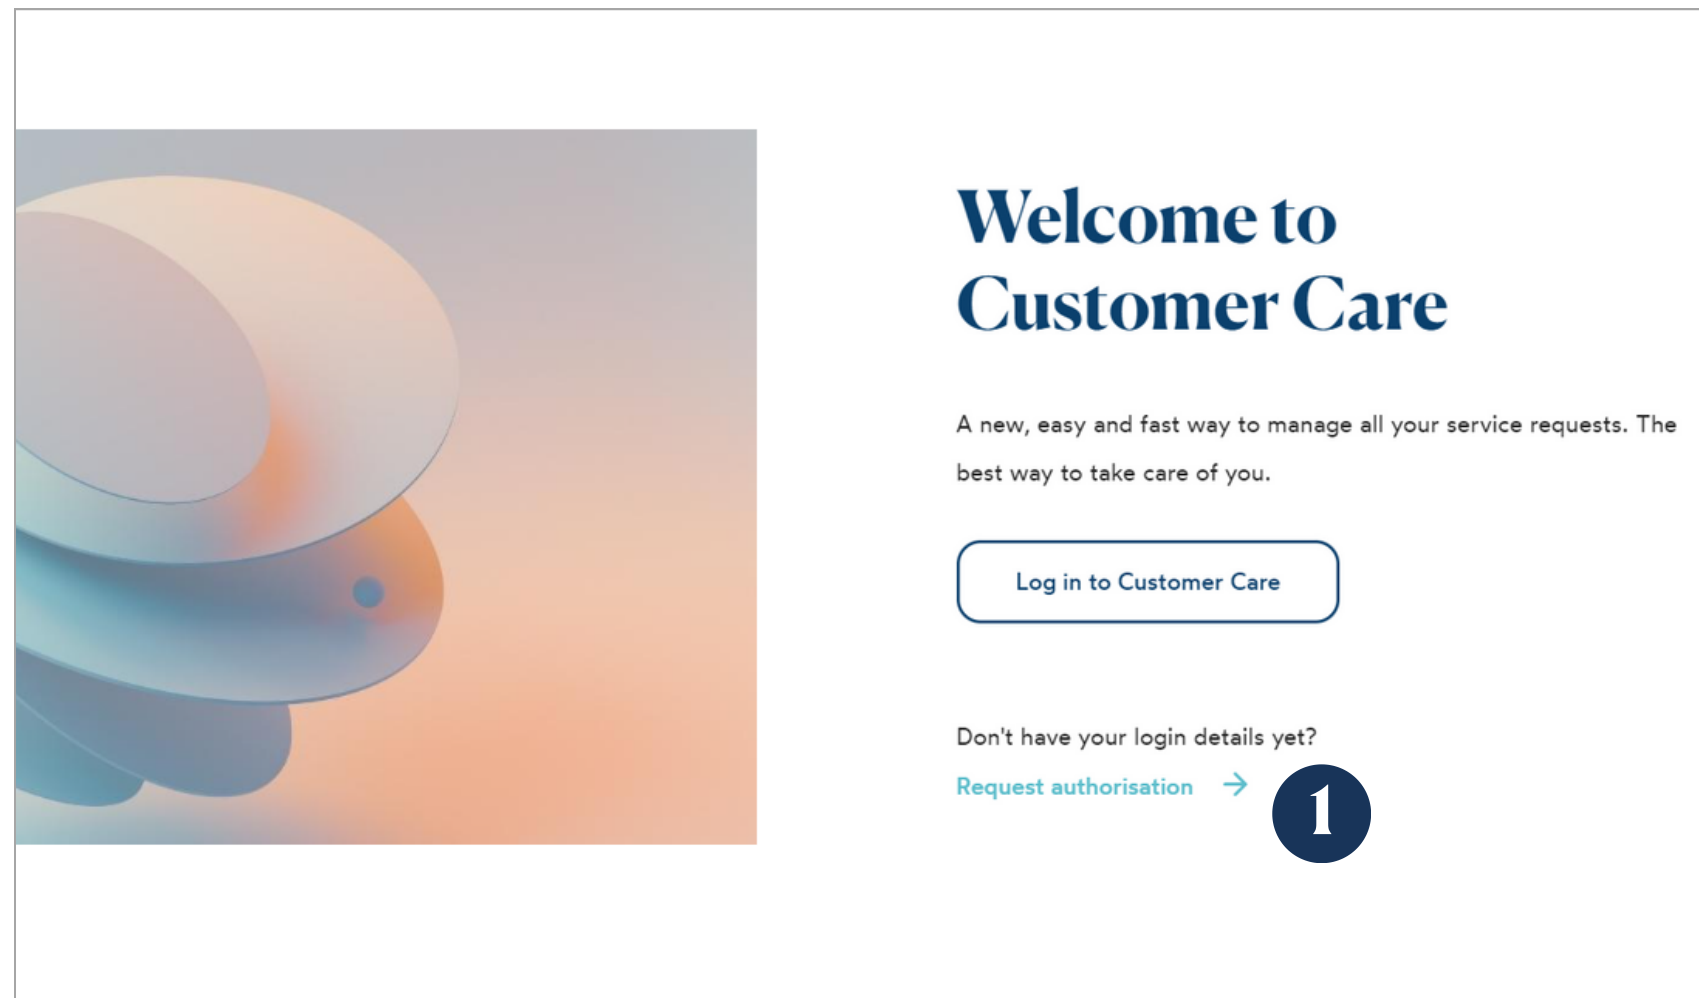 Welcome to
Customer Care
A new, easy and fast way to manage all your service requests. The
best way to take care of you.
Log in to Customer Care
Don't have your login details yet?
Request authorisation →
1